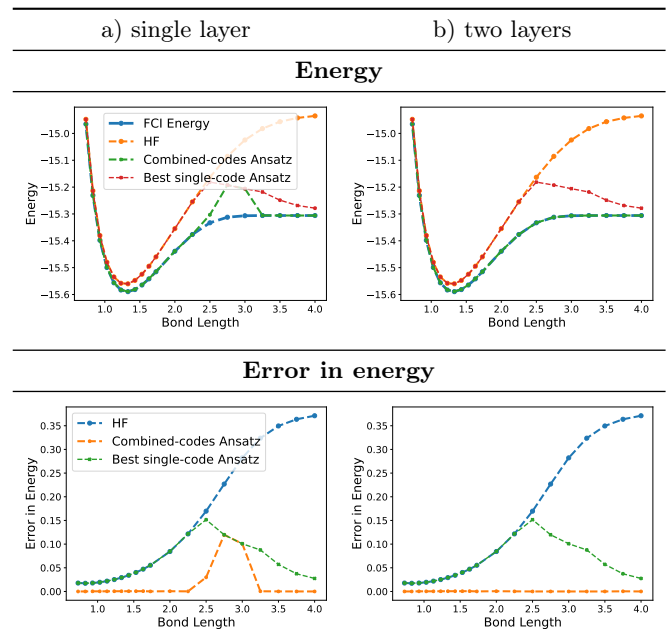 a) single layer b) two layers
Energy
FCI Energy
HF
Combined-codes Ansatz
Best single-code Ansatz
Energy
−15.0
−15.1
−15.2
−15.3
−15.4
−15.5
−15.6
1.0 1.5 2.0 2.5 3.0 3.5 4.0
Bond Length
Energy
−15.0
−15.1
−15.2
−15.3
−15.4
−15.5
−15.6
1.0 1.5 2.0 2.5 3.0 3.5 4.0
Bond Length
Error in energy
HF
Combined-codes Ansatz
Best single-code Ansatz
Error in Energy
0.35
0.30
0.25
0.20
0.15
0.10
0.05
0.00
1.0 1.5 2.0 2.5 3.0 3.5 4.0
Bond Length
Error in Energy
0.35
0.30
0.25
0.20
0.15
0.10
0.05
0.00
1.0 1.5 2.0 2.5 3.0 3.5 4.0
Bond Length